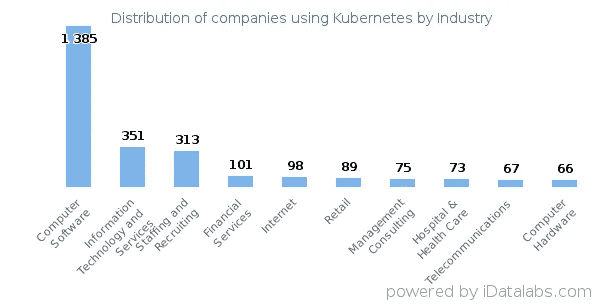 Distribution of companies using Kubernetes by Industry
1 385
351
313
101
98
89
75
73
67
66
Computer
Software
Information
Technology and
Services
Staffing and
Recruiting
Financial
Services
Internet
Retail
Management
Consulting
Hospital &
Health Care
Telecommunications
Computer
Hardware
powered by iDatalabs.com